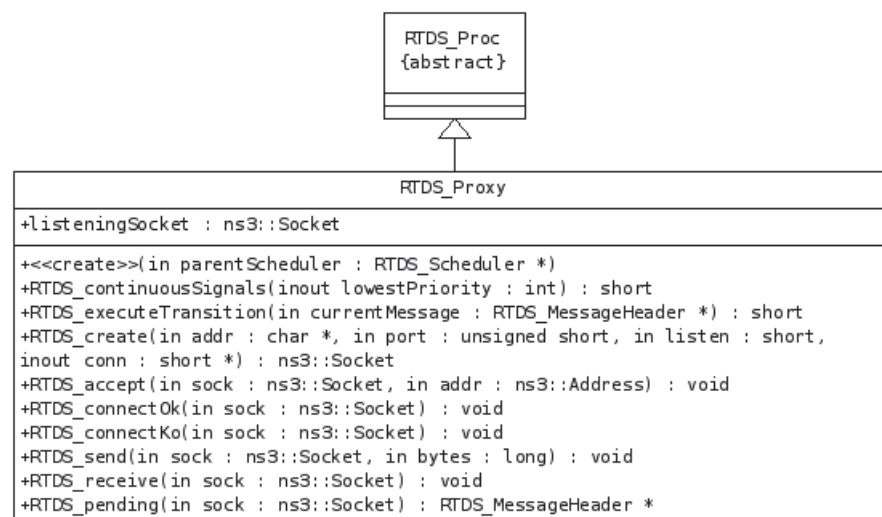 RTDS_Proc
{abstract}
RTDS_Proxy
+listeningSocket : ns3::Socket
+<<create>>(in parentScheduler : RTDS_Scheduler *)
+RTDS_continuousSignals(inout lowestPriority : int) : short
+RTDS_executeTransition(in currentMessage : RTDS_MessageHeader *) : short
+RTDS_create(in addr : char *, in port : unsigned short, in listen : short,
inout conn : short *) : ns3::Socket
+RTDS_accept(in sock : ns3::Socket, in addr : ns3::Address) : void
+RTDS_connectOk(in sock : ns3::Socket) : void
+RTDS_connectKo(in sock : ns3::Socket) : void
+RTDS_send(in sock : ns3::Socket, in bytes : long) : void
+RTDS_receive(in sock : ns3::Socket) : void
+RTDS_pending(in sock : ns3::Socket) : RTDS_MessageHeader *